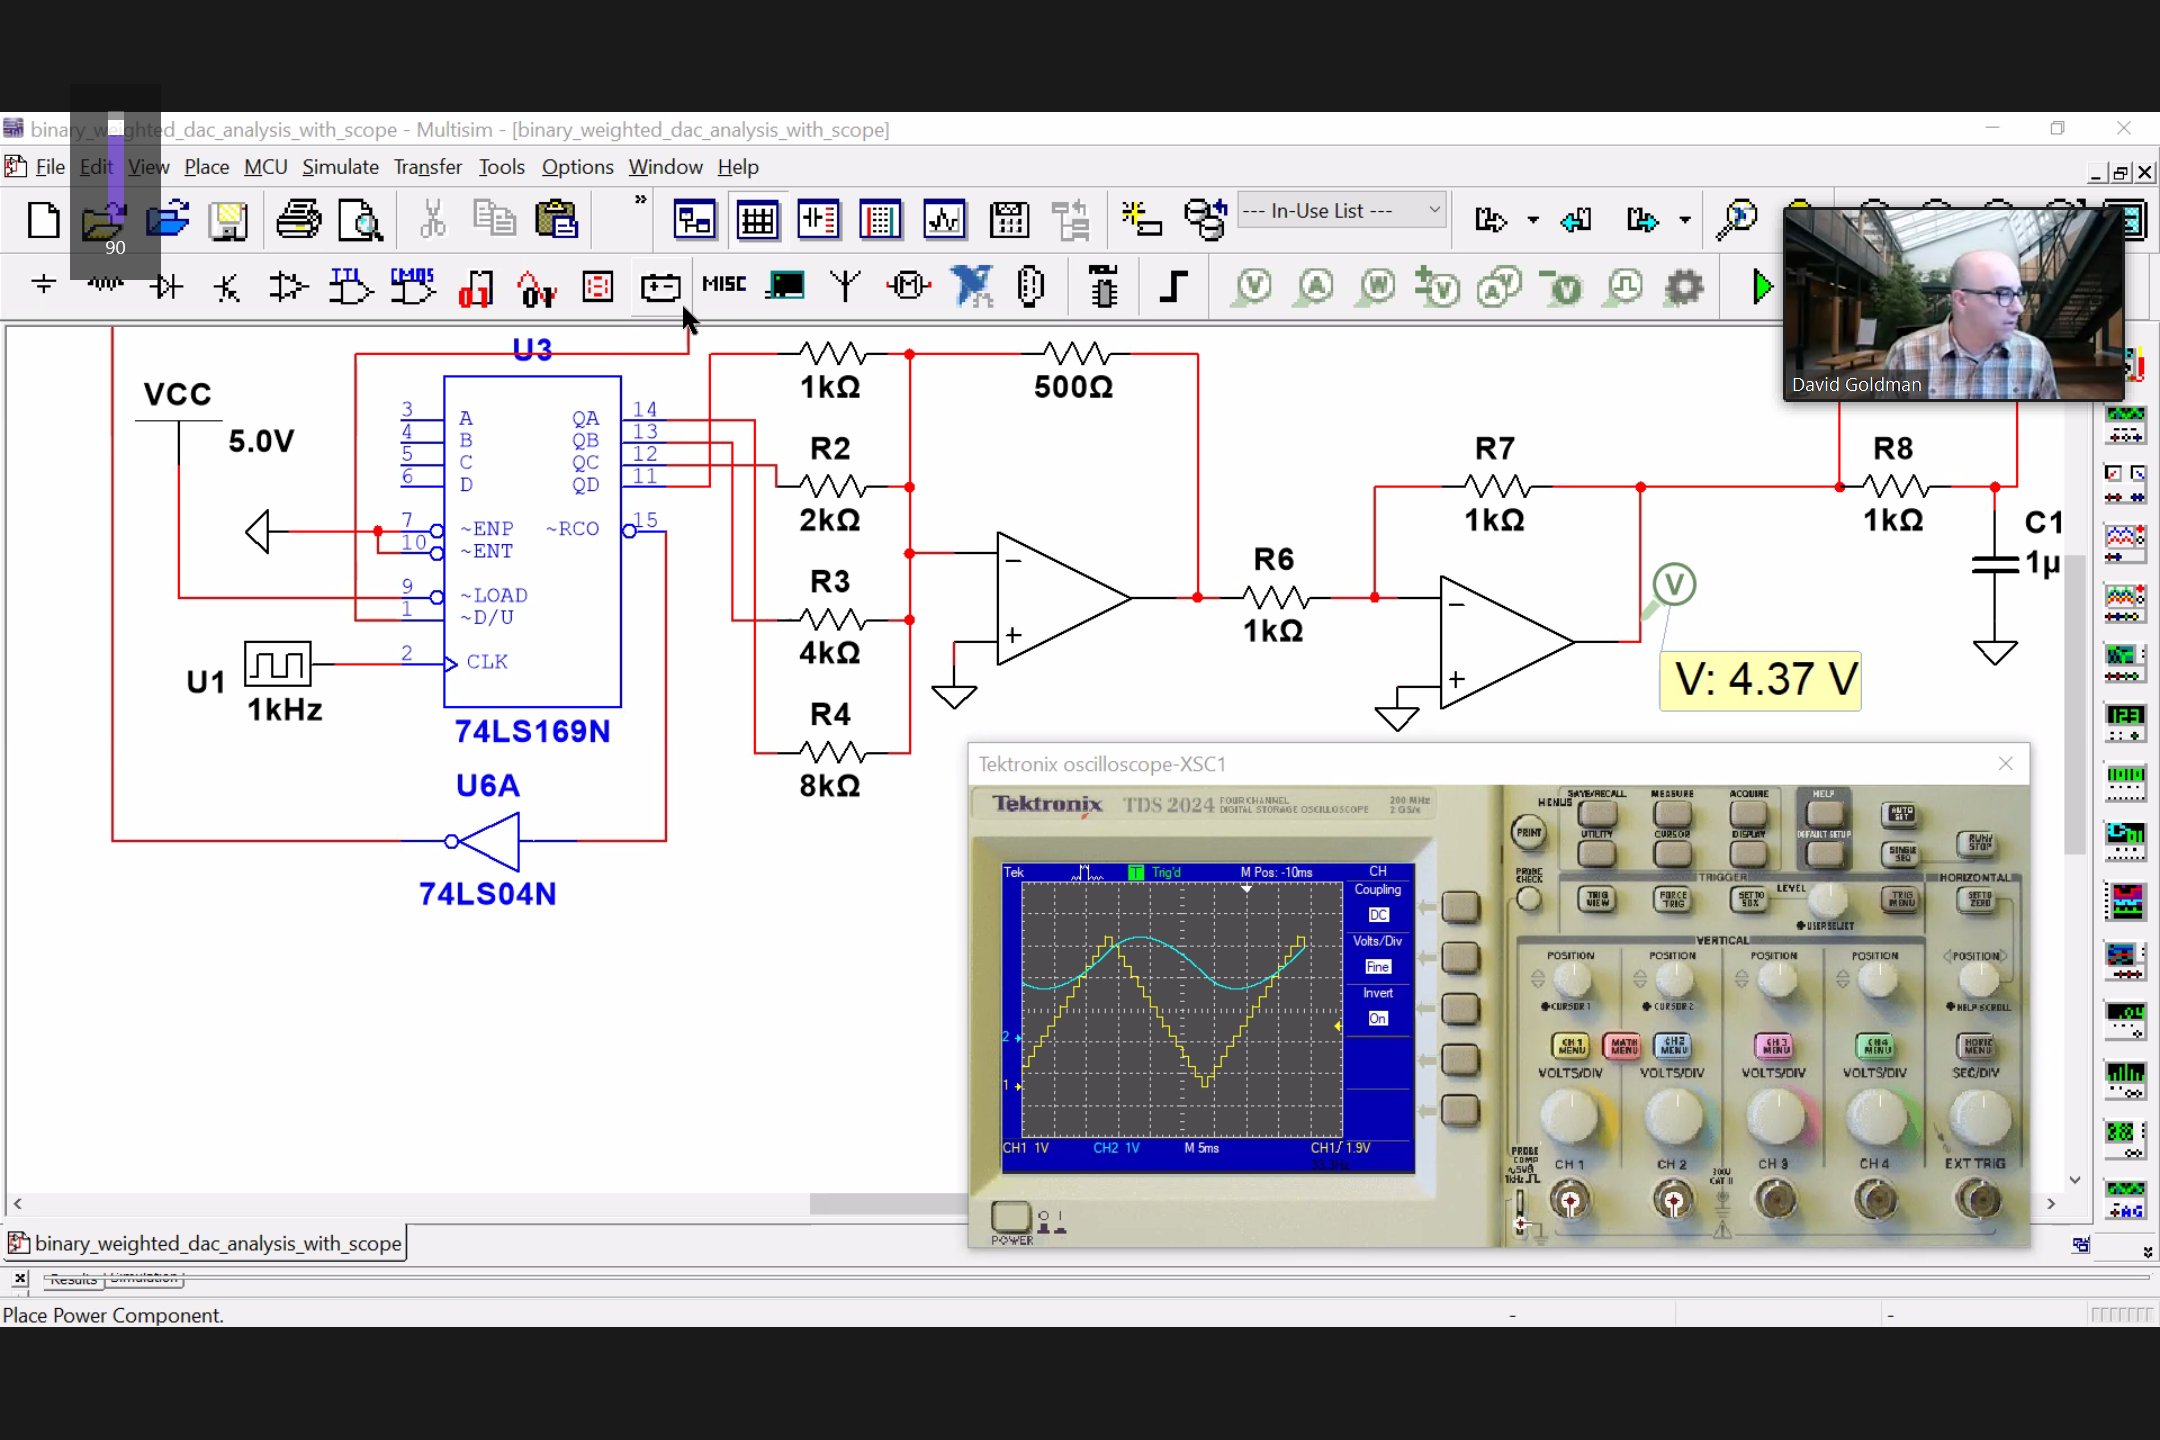 binary_weighted_dac_analysis_with_scope - Multisim - [binary_weighted_dac_analysis_with_scope]
File Edit View Place MCU Simulate Transfer Tools Options Window Help
90
--- In-Use List ---
TTL CMOS MISC
David Goldman
VCC
5.0V
U3
3 A QA 14
4 B QB 13
5 C QC 12
6 D QD 11
7 ~ENP ~RCO 15
10 ~ENT
9 ~LOAD
1 ~D/U
2 CLK
U1
1kHz
74LS169N
U6A
74LS04N
1kΩ
500Ω
R2
2kΩ
R3
4kΩ
R4
8kΩ
R6
1kΩ
R7
1kΩ
R8
1kΩ
C1
1µ
V
V: 4.37 V
Tektronix oscilloscope-XSC1
Tektronix TDS 2024 FOUR CHANNEL DIGITAL STORAGE OSCILLOSCOPE 200 MHz 2 GS/s
Tek T Trig'd M Pos: -10ms CH
Coupling
DC
Volts/Div
Fine
Invert
On
2
1
CH1 1V CH2 1V M 5ms CH1/ 1.9V
POWER
MENUS SAVE/RECALL MEASURE ACQUIRE HELP
PRINT UTILITY CURSOR DISPLAY DEFAULT SETUP AUTO SET SINGLE SEQ RUN/STOP
PROBE CHECK
TRIGGER HORIZONTAL
TRIG VIEW FORCE TRIG SET TO 50% LEVEL USER SELECT TRIG MENU SET TO ZERO
VERTICAL
POSITION POSITION POSITION POSITION POSITION
CURSOR 1 CURSOR 2 HELP SCROLL
CH 1 MENU MATH MENU CH 2 MENU CH 3 MENU CH 4 MENU HORIZ MENU
VOLTS/DIV VOLTS/DIV VOLTS/DIV VOLTS/DIV SEC/DIV
PROBE COMP
CH 1 CH 2 CH 3 CH 4 EXT TRIG
300V CAT II
binary_weighted_dac_analysis_with_scope
Results Simulation
Place Power Component.